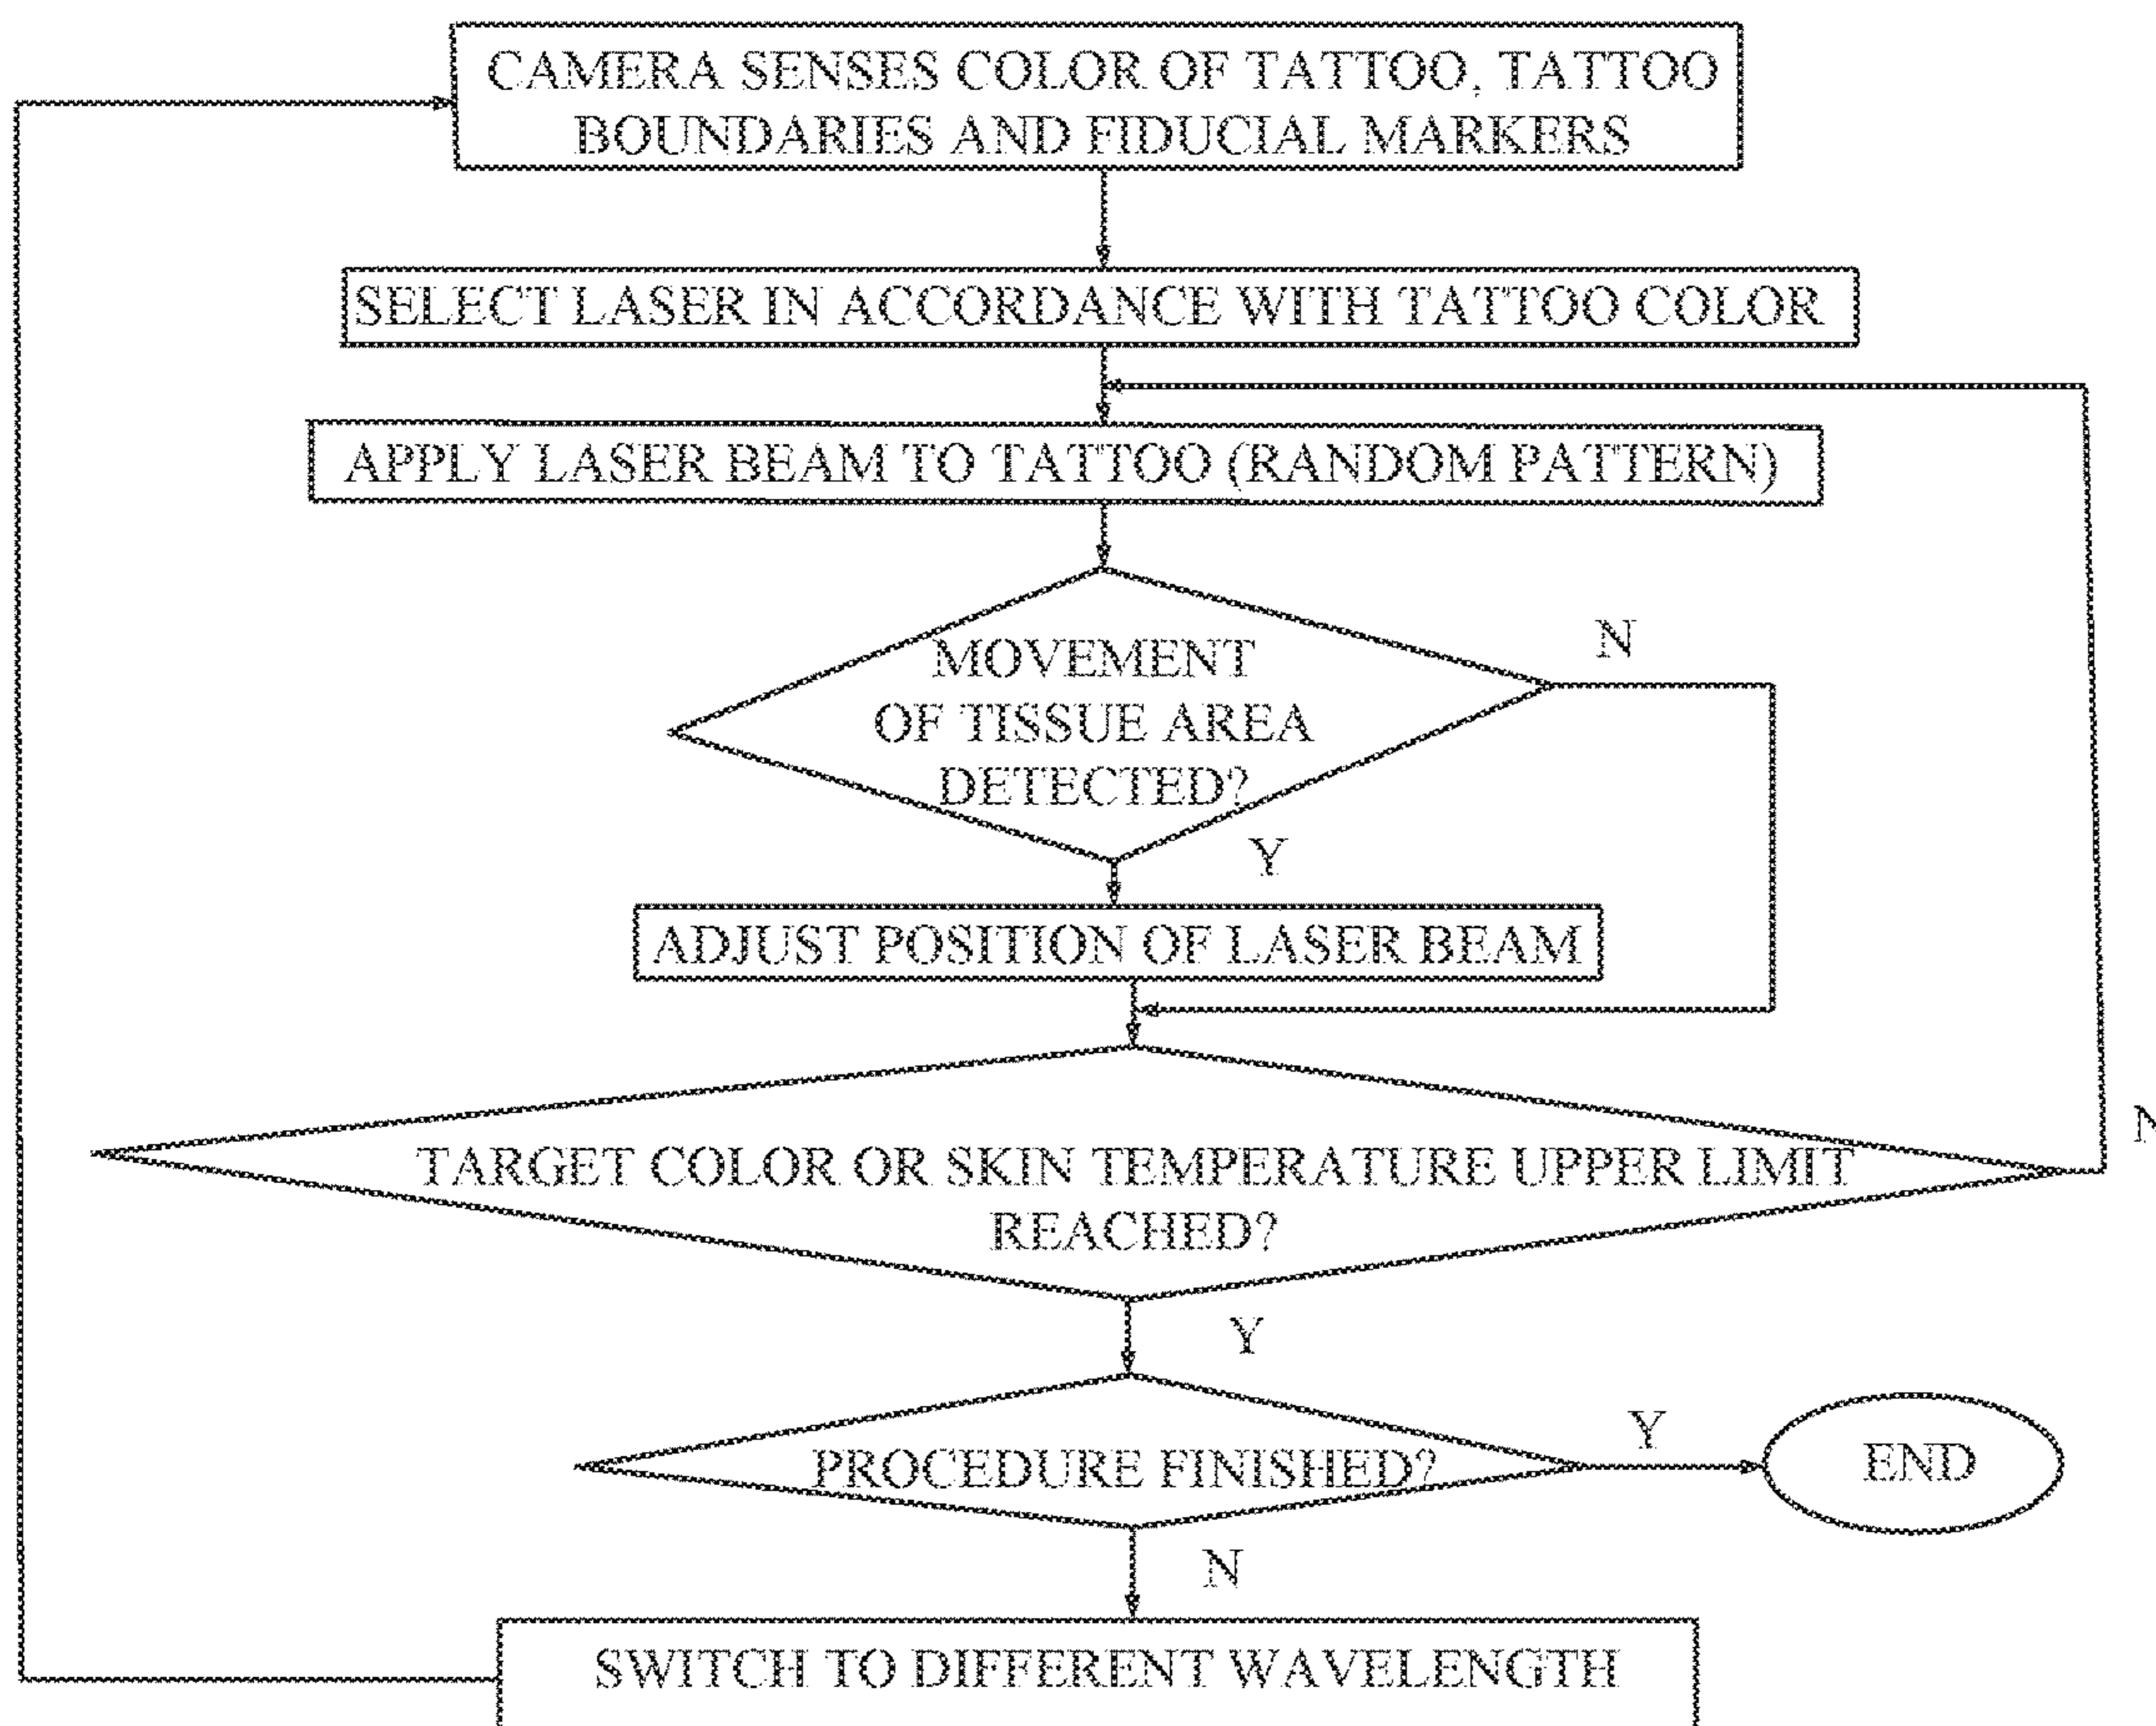 CAMERA SENSES COLOR OF TATTOO, TATTOO
BOUNDARIES AND FIDUCIAL MARKERS
SELECT LASER IN ACCORDANCE WITH TATTOO COLOR
APPLY LASER BEAM TO TATTOO (RANDOM PATTERN)
MOVEMENT
N
OF TISSUE AREA
DETECTED?
Y
ADJUST POSITION OF LASER BEAM
N
TARGET COLOR OR SKIN TEMPERATURE UPPER LIMIT
REACHED?
Y
PROCEDURE FINISHED?
Y
END
N
SWITCH TO DIFFERENT WAVELENGTH